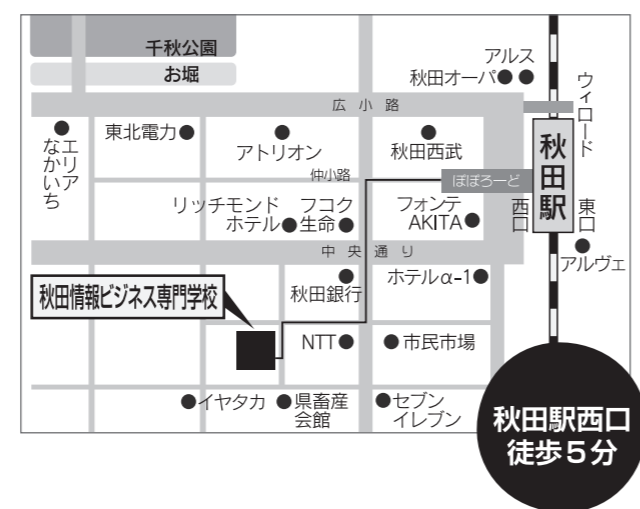 千秋公園
お堀
アルス
秋田オーパ
ウィロード
広小路
エリア
なかいち
東北電力
アトリオン
秋田西武
秋田駅
仲小路
ぽぽろーど
西口
東口
リッチモンド
ホテル
フコク
生命
フォンテ
AKITA
中央通り
アルヴェ
秋田情報ビジネス専門学校
秋田銀行
ホテルα-1
NTT
市民市場
イヤタカ
県畜産
会館
セブン
イレブン
秋田駅西口
徒歩5分